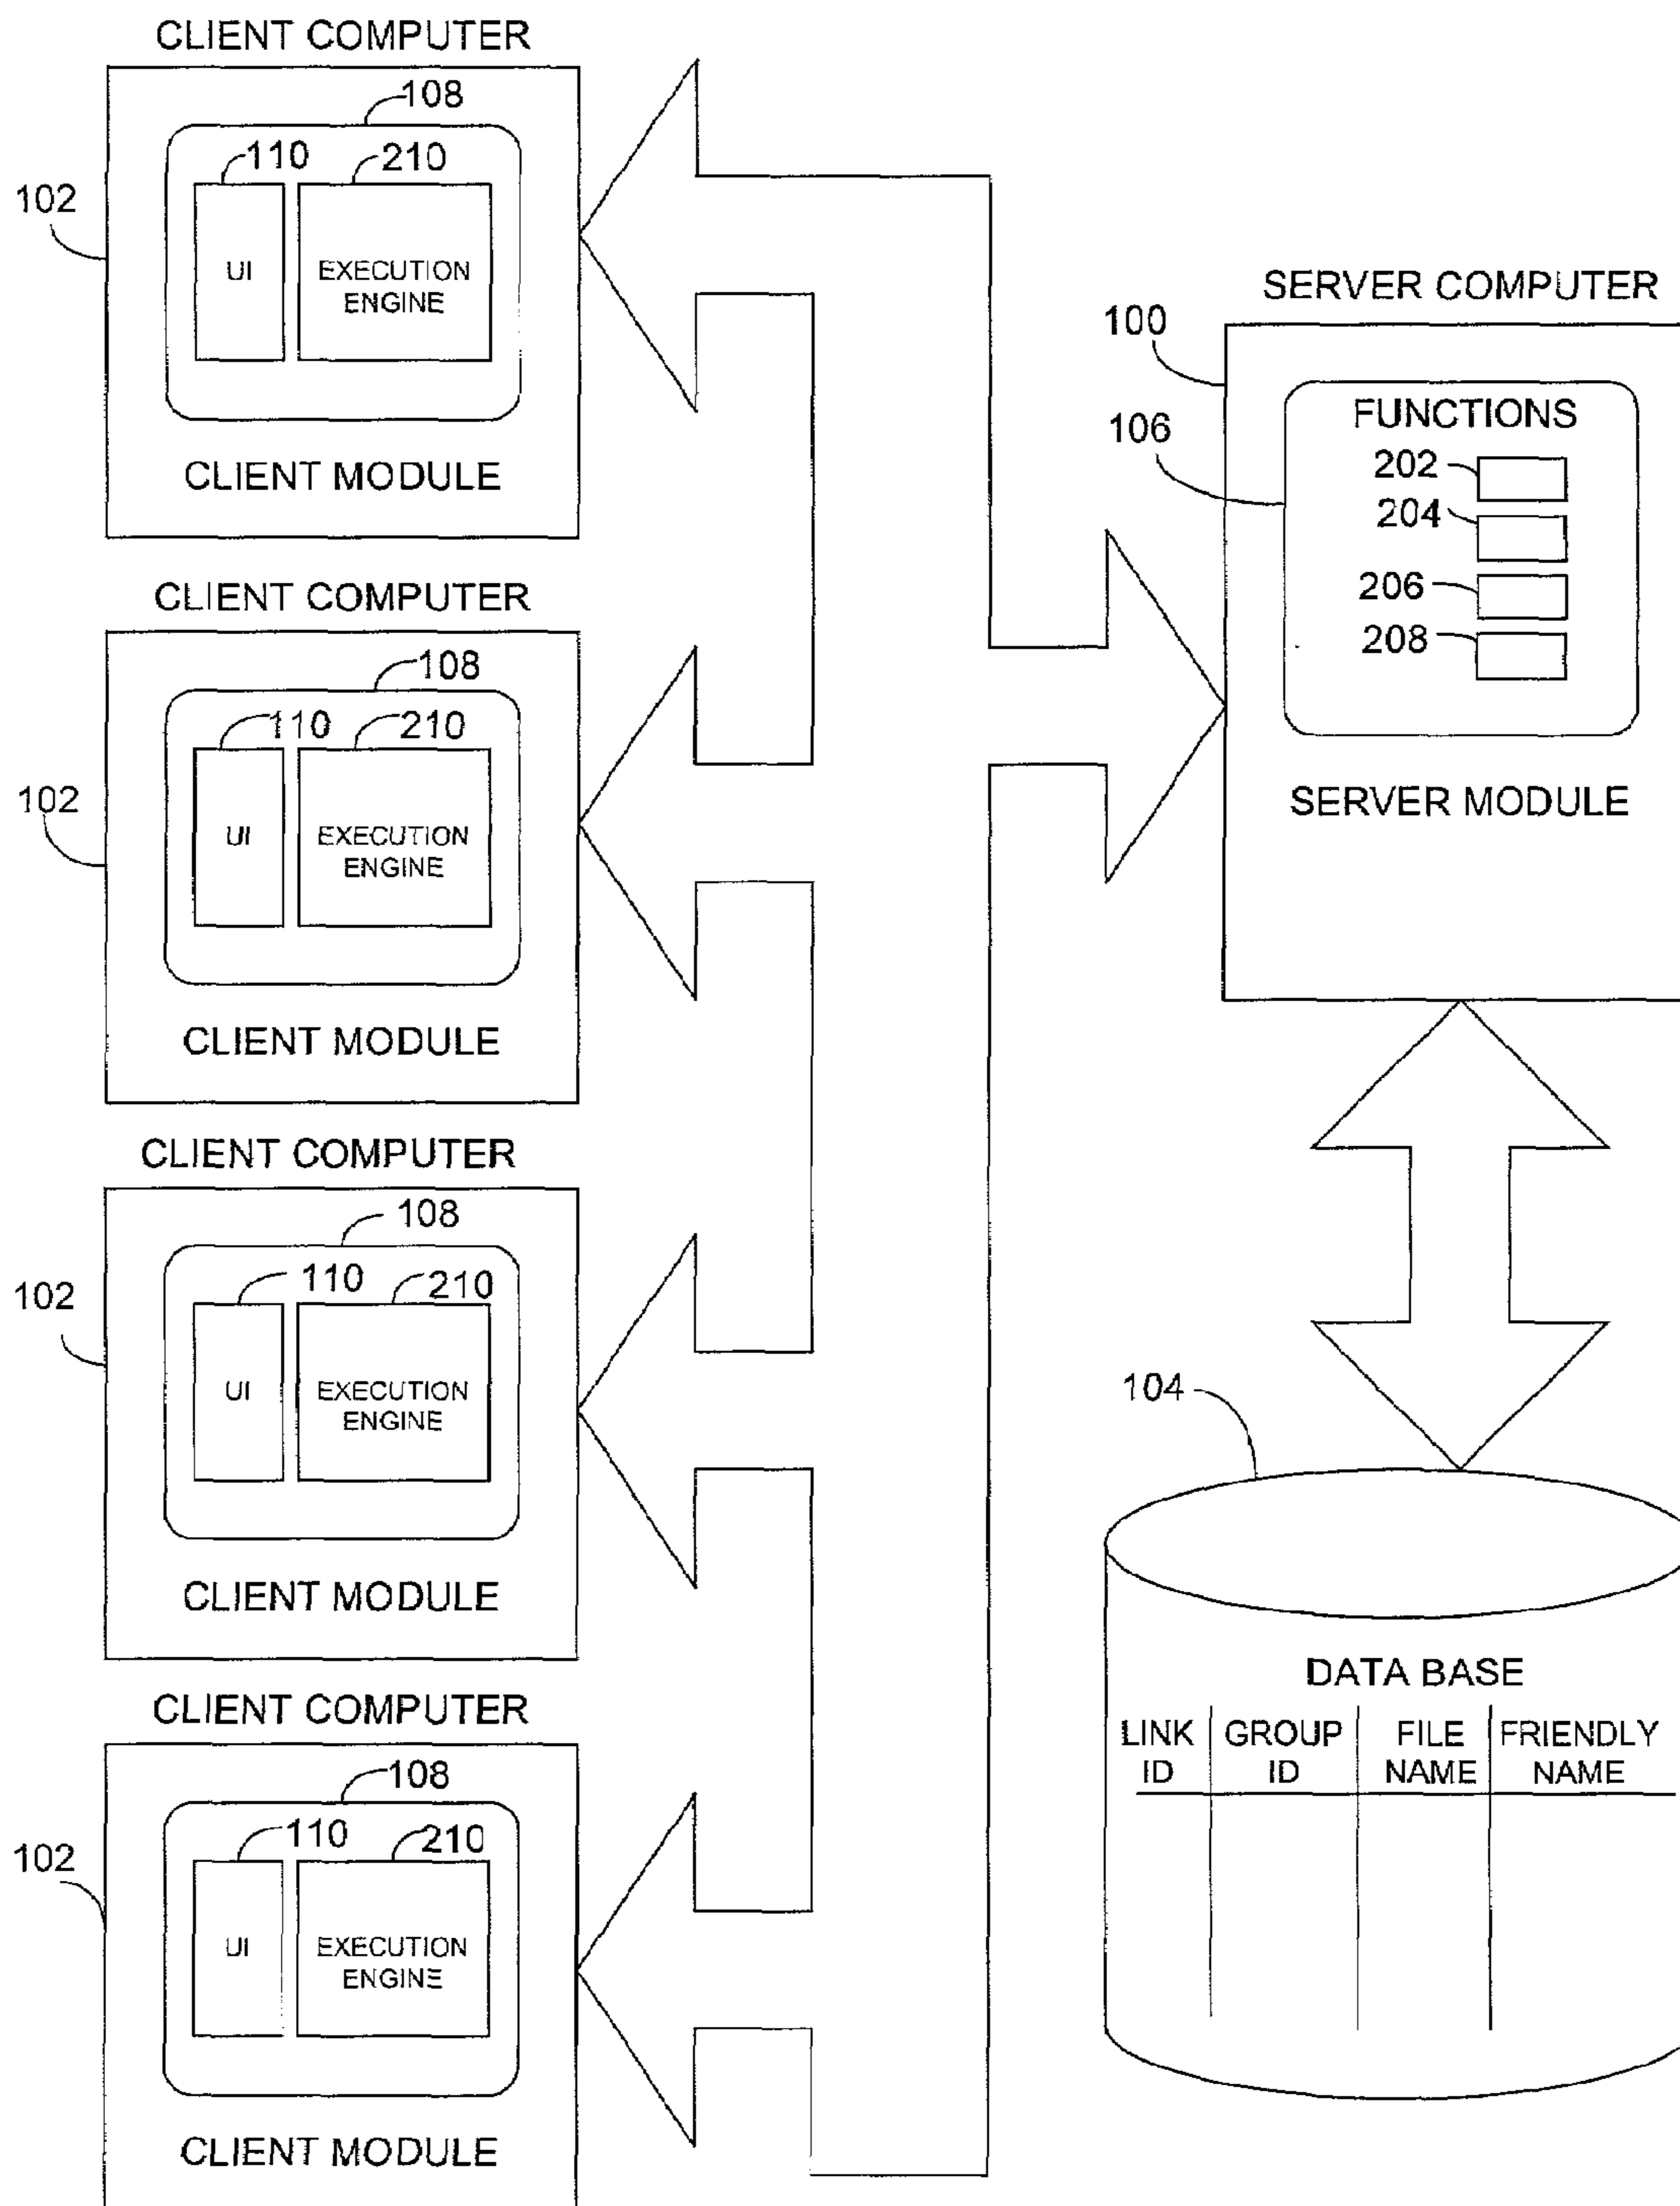 CLIENT COMPUTER
108
110 210
102
UI
EXECUTION
ENGINE
CLIENT MODULE
CLIENT COMPUTER
108
110 210
102
UI
EXECUTION
ENGINE
CLIENT MODULE
CLIENT COMPUTER
108
110 210
102
UI
EXECUTION
ENGINE
CLIENT MODULE
CLIENT COMPUTER
108
110 210
102
UI
EXECUTION
ENGINE
CLIENT MODULE
SERVER COMPUTER
100
106
FUNCTIONS
202
204
206
208
SERVER MODULE
104
DATA BASE
LINK GROUP FILE FRIENDLY
ID ID NAME NAME